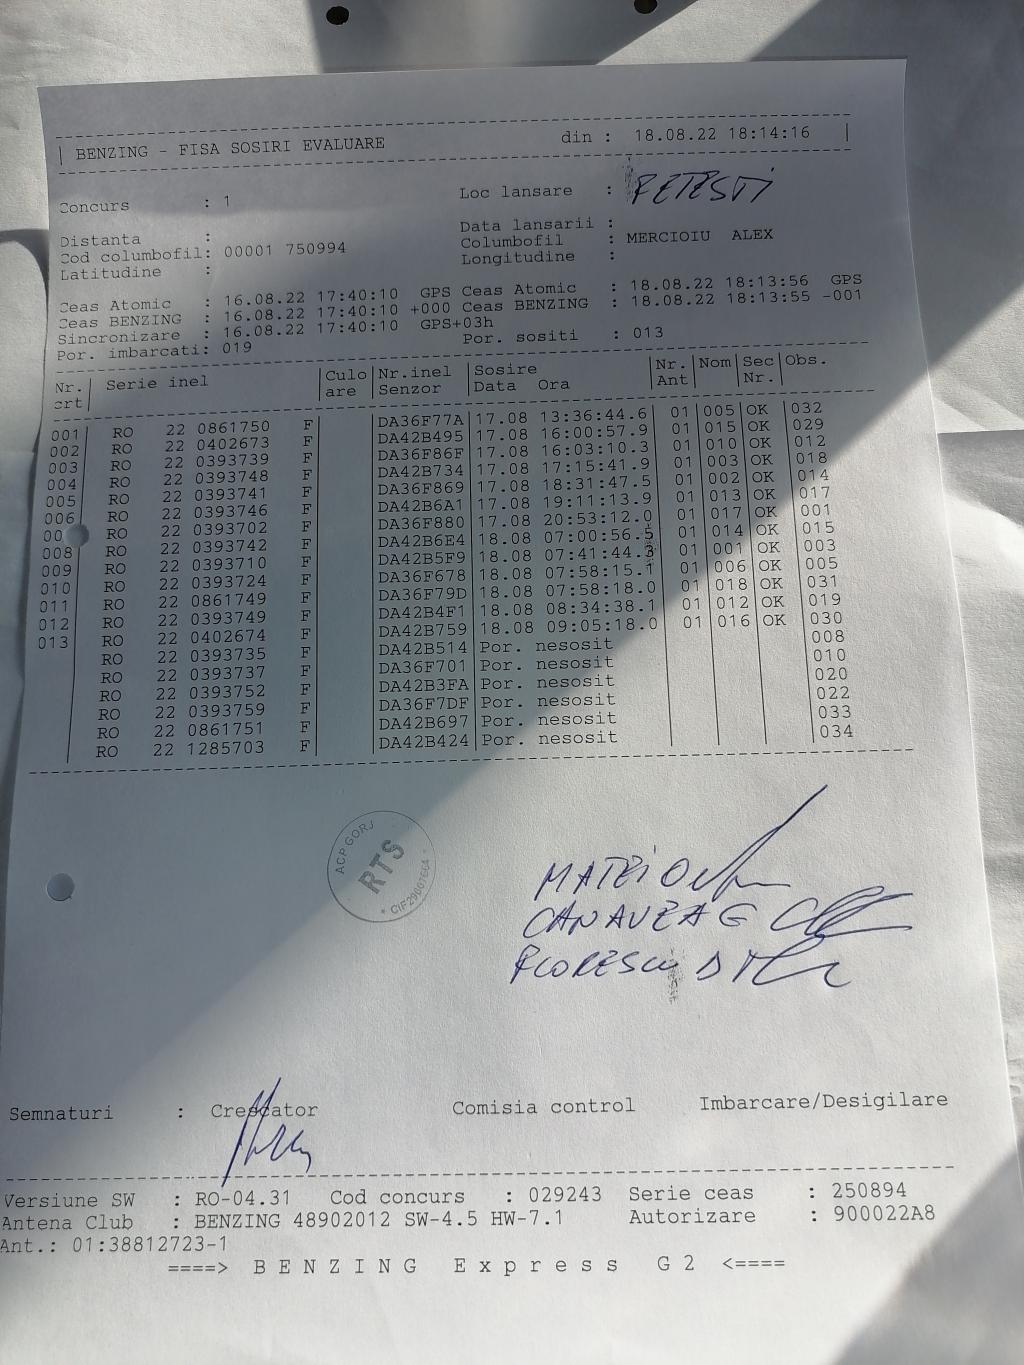 BENZING - FISA SOSIRI EVALUARE din : 18.08.22 18:14:16
Concurs : 1 Loc lansare : FETESTI
Distanta : Data lansarii :
Cod columbofil: 00001 750994 Columbofil : MERCIOIU ALEX
Latitudine : Longitudine :
Ceas Atomic : 16.08.22 17:40:10 GPS Ceas Atomic : 18.08.22 18:13:56 GPS
Ceas BENZING : 16.08.22 17:40:10 +000 Ceas BENZING : 18.08.22 18:13:55 -001
Sincronizare : 16.08.22 17:40:10 GPS+03h
Por. imbarcati: 019 Por. sositi : 013
Nr. Serie inel Culo Nr.inel Sosire Nr. Nom Sec Obs.
crt are Senzor Data Ora Ant Nr.
001 RO 22 0861750 F DA36F77A 17.08 13:36:44.6 01 005 OK 032
002 RO 22 0402673 F DA42B495 17.08 16:00:57.9 01 015 OK 029
003 RO 22 0393739 F DA36F86F 17.08 16:03:10.3 01 010 OK 012
004 RO 22 0393748 F DA42B734 17.08 17:15:41.9 01 003 OK 018
005 RO 22 0393741 F DA36F869 17.08 18:31:47.5 01 002 OK 014
006 RO 22 0393746 F DA42B6A1 17.08 19:11:13.9 01 013 OK 017
00 RO 22 0393702 F DA36F880 17.08 20:53:12.0 01 017 OK 001
008 RO 22 0393742 F DA42B6E4 18.08 07:00:56.5 01 014 OK 015
009 RO 22 0393710 F DA42B5F9 18.08 07:41:44.3 01 001 OK 003
010 RO 22 0393724 F DA36F678 18.08 07:58:15.1 01 006 OK 005
011 RO 22 0861749 F DA36F79D 18.08 07:58:18.0 01 018 OK 031
012 RO 22 0393749 F DA42B4F1 18.08 08:34:38.1 01 012 OK 019
013 RO 22 0402674 F DA42B759 18.08 09:05:18.0 01 016 OK 030
RO 22 0393735 F DA42B514 Por. nesosit 008
RO 22 0393737 F DA36F701 Por. nesosit 010
RO 22 0393752 F DA42B3FA Por. nesosit 020
RO 22 0393759 F DA36F7DF Por. nesosit 022
RO 22 0861751 F DA42B697 Por. nesosit 033
RO 22 1285703 F DA42B424 Por. nesosit 034
ACP GORJ
RTS
* CIF29007664 *
MATEI O
CANAVEA G
FLORESCU D
Semnaturi : Crescator Comisia control Imbarcare/Desigilare
Versiune SW : RO-04.31 Cod concurs : 029243 Serie ceas : 250894
Antena Club : BENZING 48902012 SW-4.5 HW-7.1 Autorizare : 900022A8
Ant.: 01:38812723-1
====> BENZING Express G2 <====